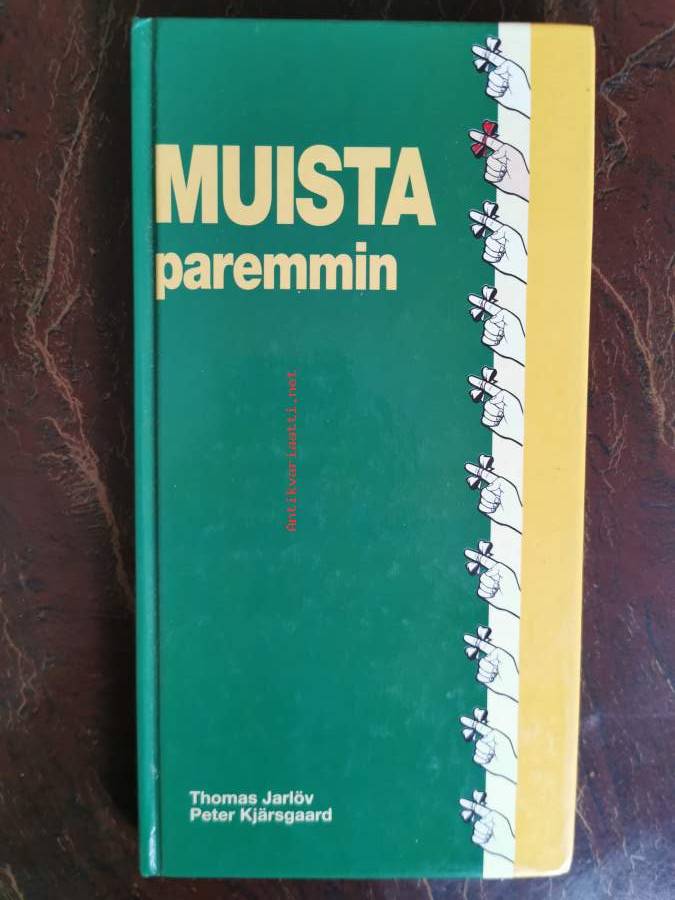 MUISTA
paremmin
Antikvariaatti.net
Thomas Jarlöv
Peter Kjärsgaard